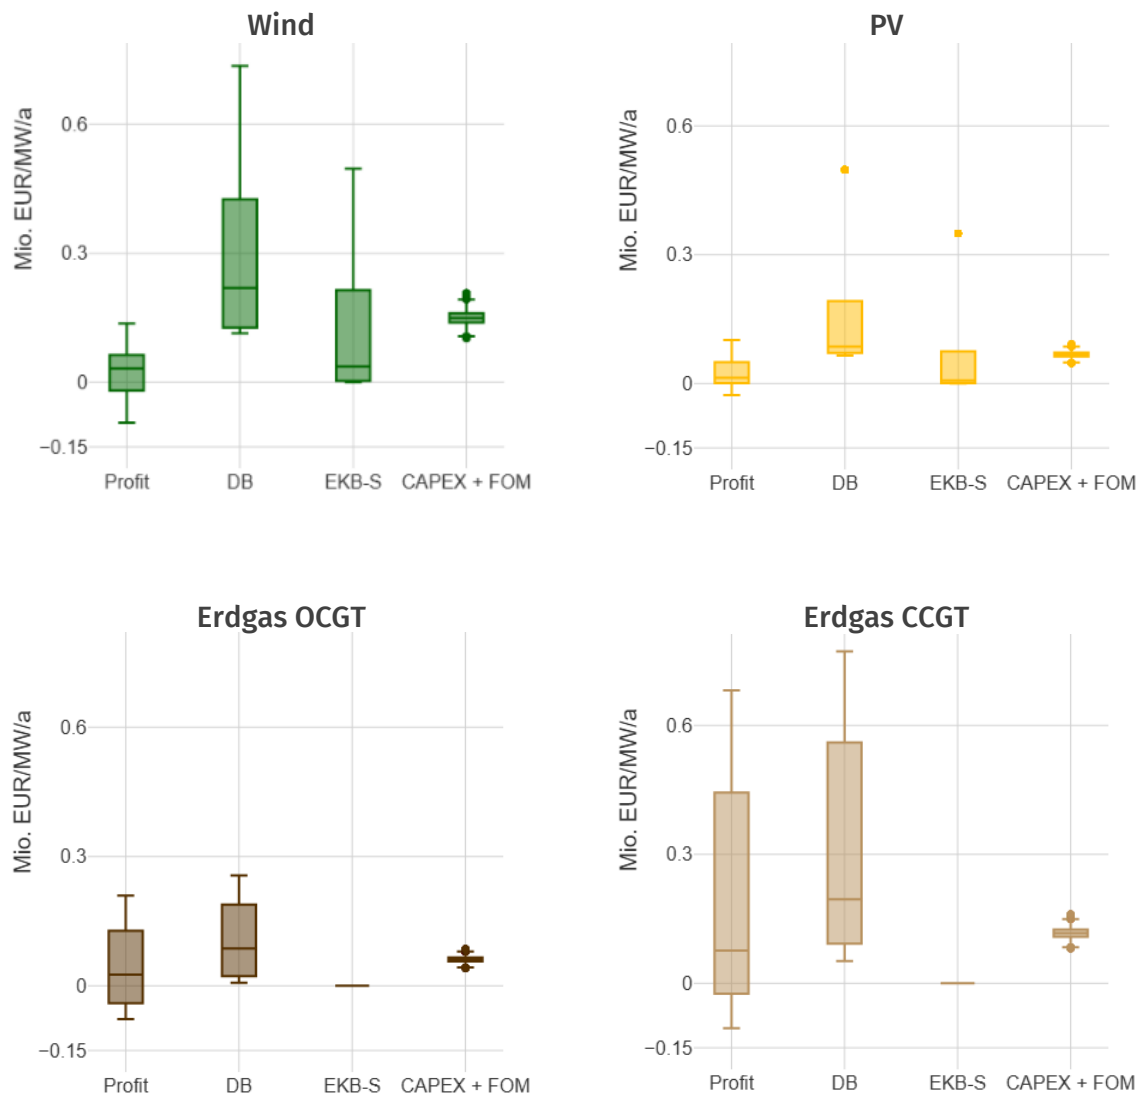 Wind
Mio. EUR/MW/a
0.6
0.3
0
−0.15
Profit DB EKB-S CAPEX + FOM
PV
Mio. EUR/MW/a
0.6
0.3
0
−0.15
Profit DB EKB-S CAPEX + FOM
Erdgas OCGT
Mio. EUR/MW/a
0.6
0.3
0
−0.15
Profit DB EKB-S CAPEX + FOM
Erdgas CCGT
Mio. EUR/MW/a
0.6
0.3
0
−0.15
Profit DB EKB-S CAPEX + FOM